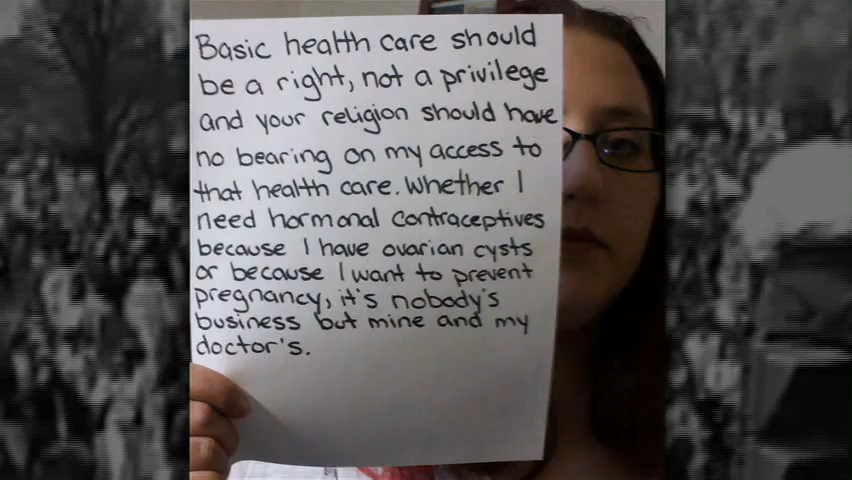 Basic health care should
be a right, not a privilege
and your religion should have
no bearing on my access to
that health care. Whether I
need hormonal contraceptives
because I have ovarian cysts
or because I want to prevent
pregnancy, it's nobody's
business but mine and my
doctor's.